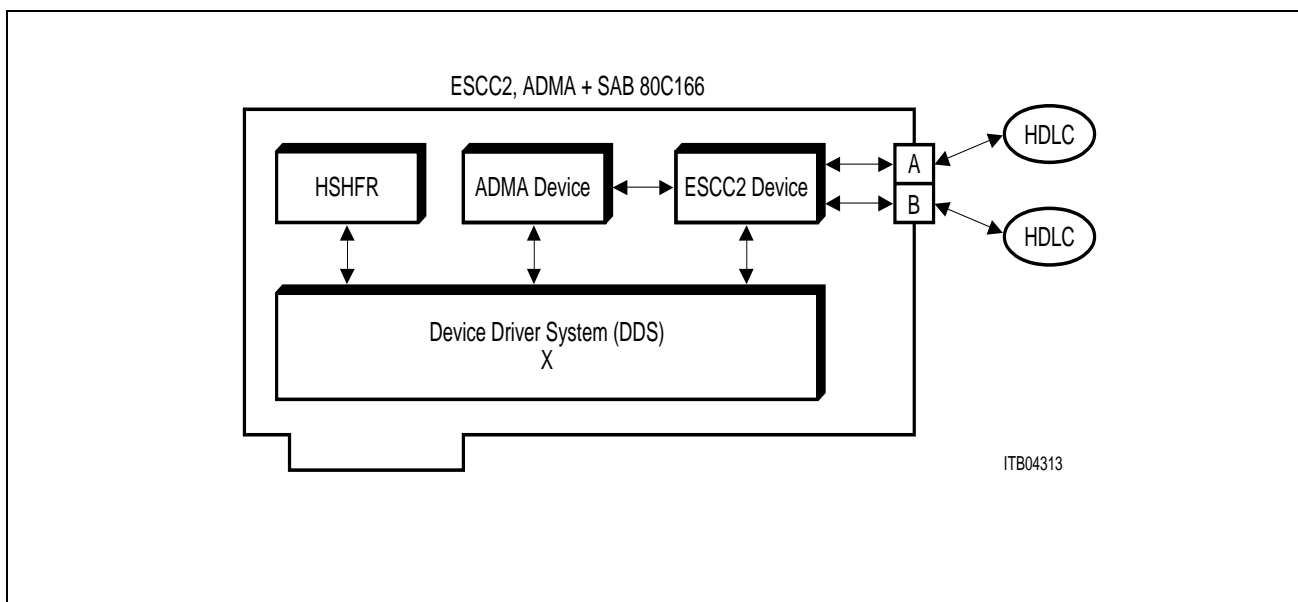 ESCC2, ADMA + SAB 80C166
HSHFR
ADMA Device
ESCC2 Device
A
B
HDLC
HDLC
Device Driver System (DDS)
X
ITB04313